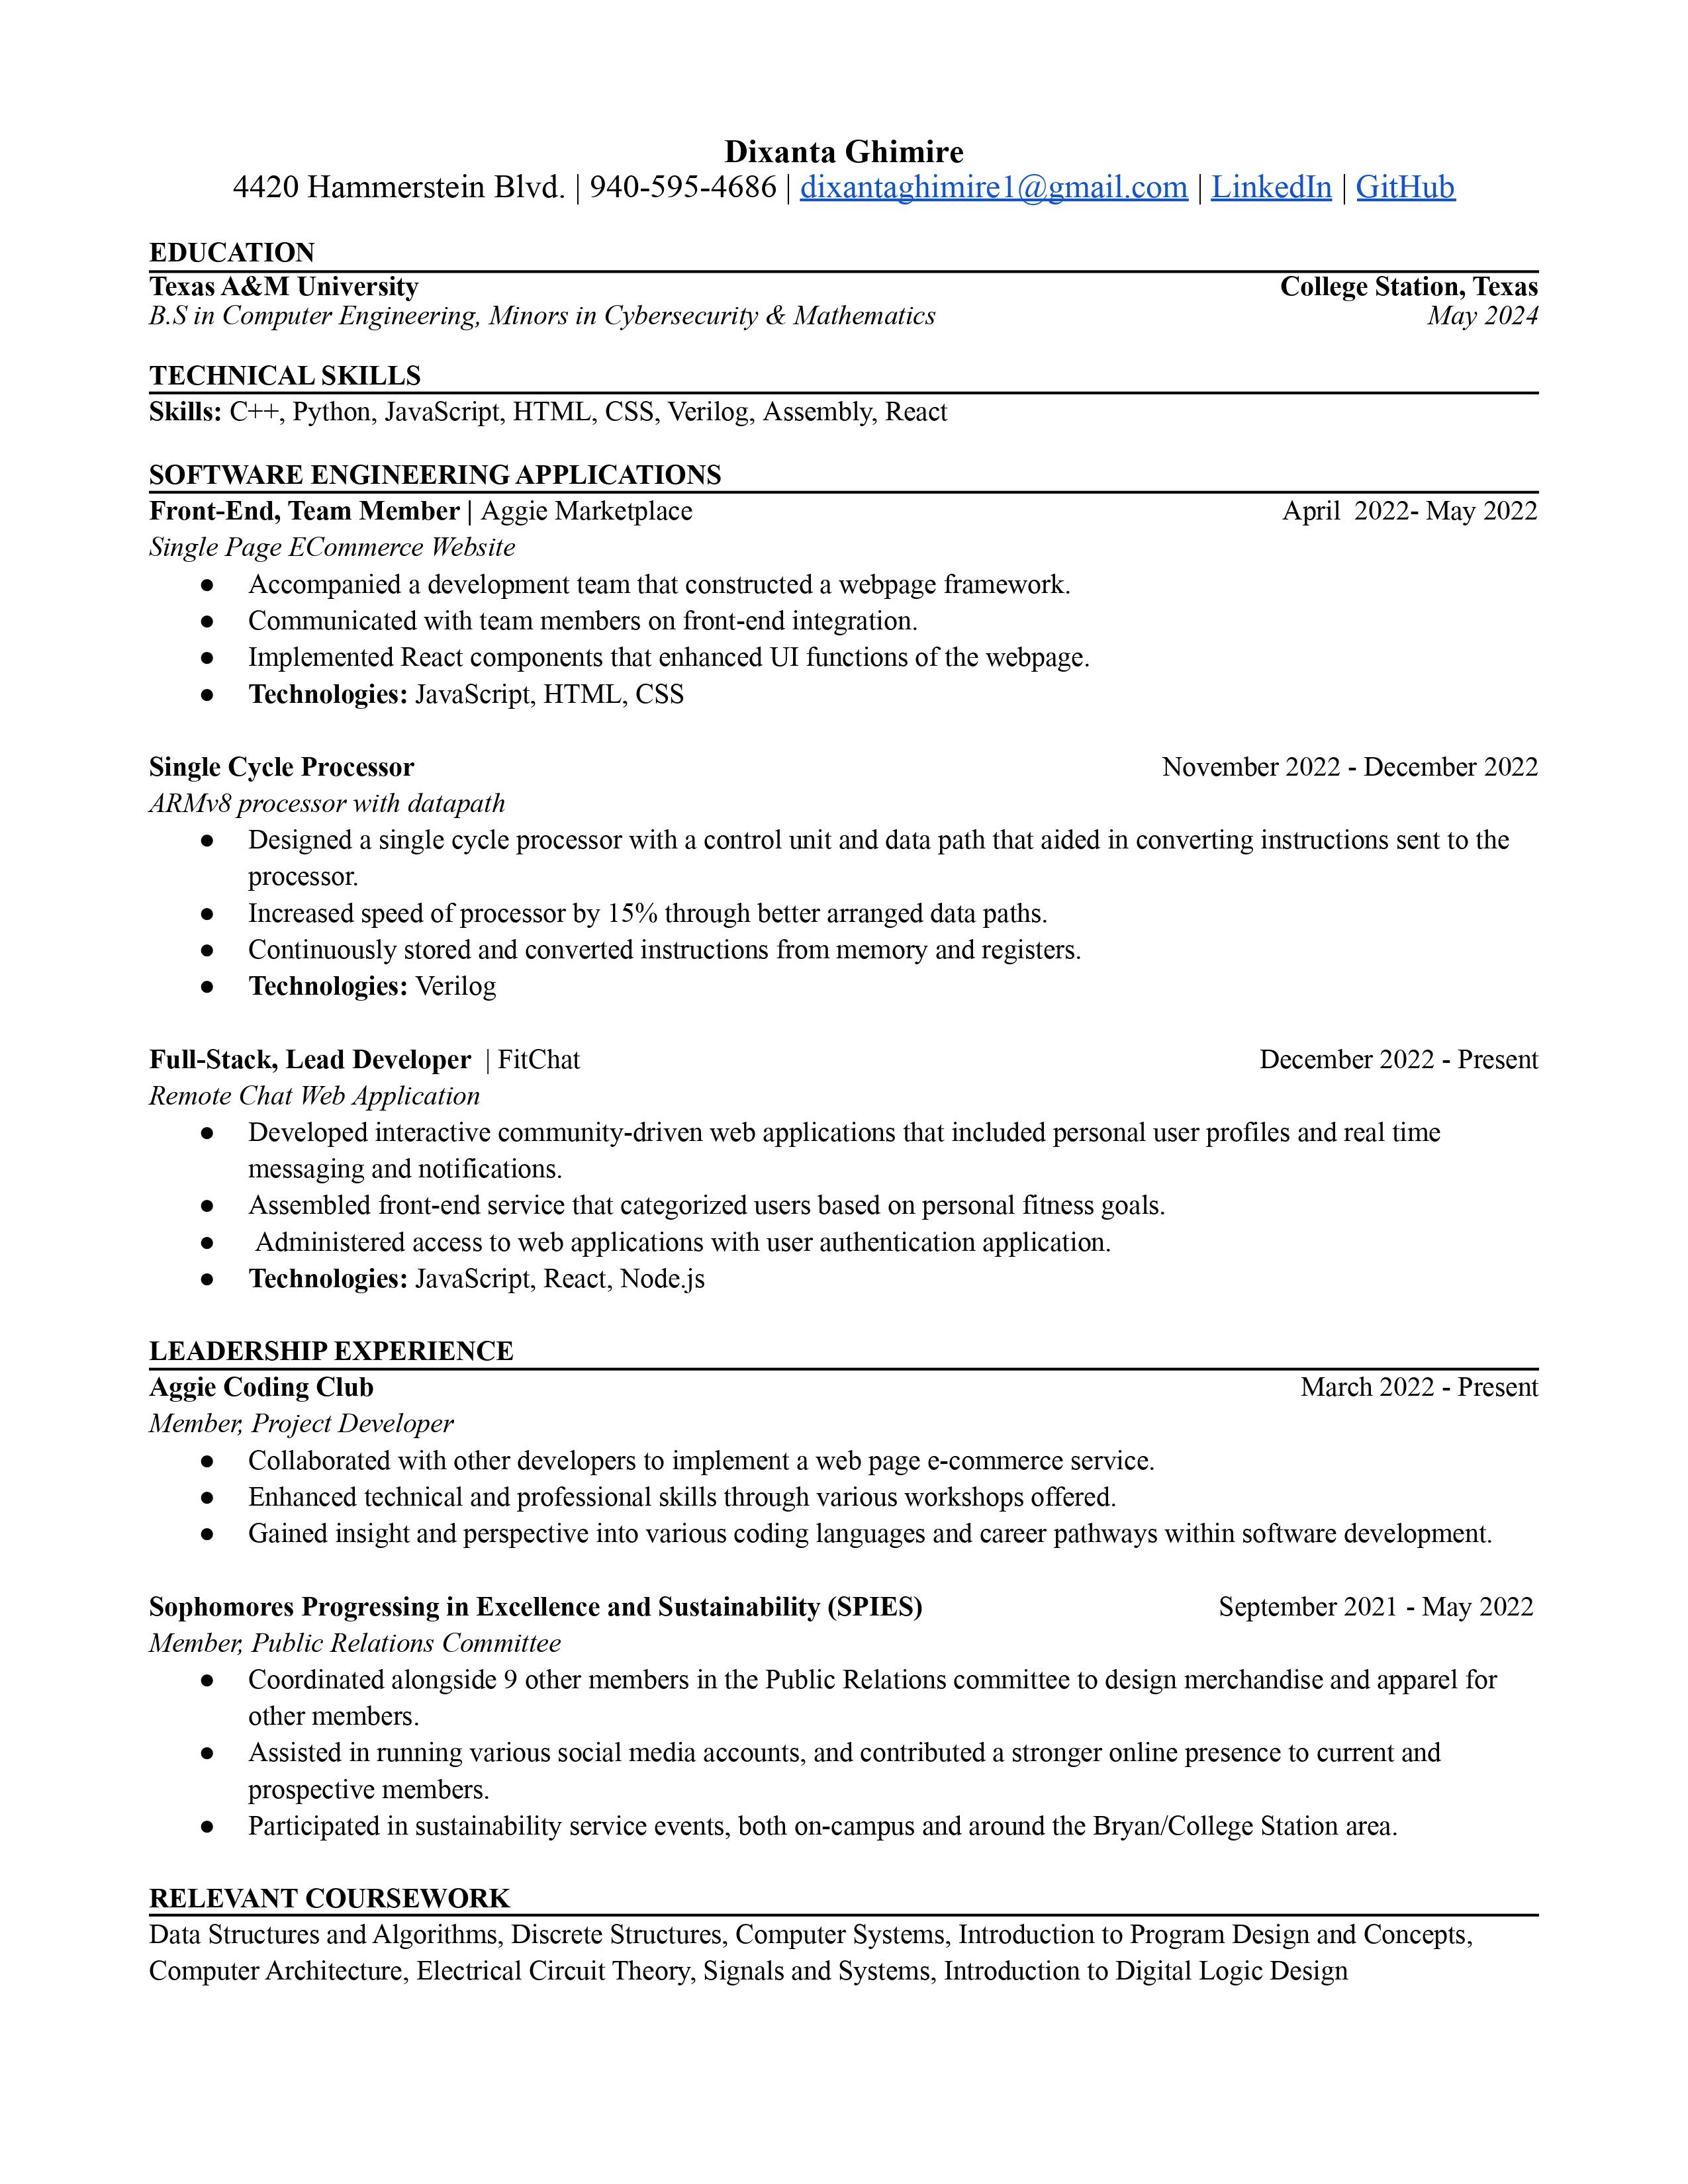 Dixanta Ghimire
4420 Hammerstein Blvd. | 940-595-4686 | dixantaghimire1@gmail.com | LinkedIn | GitHub
EDUCATION
Texas A&M University College Station, Texas
B.S in Computer Engineering, Minors in Cybersecurity & Mathematics May 2024
TECHNICAL SKILLS
Skills: C++, Python, JavaScript, HTML, CSS, Verilog, Assembly, React
SOFTWARE ENGINEERING APPLICATIONS
Front-End, Team Member | Aggie Marketplace April  2022- May 2022
Single Page ECommerce Website
● Accompanied a development team that constructed a webpage framework.
● Communicated with team members on front-end integration.
● Implemented React components that enhanced UI functions of the webpage.
● Technologies: JavaScript, HTML, CSS
Single Cycle Processor November 2022 - December 2022
ARMv8 processor with datapath
● Designed a single cycle processor with a control unit and data path that aided in converting instructions sent to the
processor.
● Increased speed of processor by 15% through better arranged data paths.
● Continuously stored and converted instructions from memory and registers.
● Technologies: Verilog
Full-Stack, Lead Developer  | FitChat December 2022 - Present
Remote Chat Web Application
● Developed interactive community-driven web applications that included personal user profiles and real time
messaging and notifications.
● Assembled front-end service that categorized users based on personal fitness goals.
● Administered access to web applications with user authentication application.
● Technologies: JavaScript, React, Node.js
LEADERSHIP EXPERIENCE
Aggie Coding Club March 2022 - Present
Member, Project Developer
● Collaborated with other developers to implement a web page e-commerce service.
● Enhanced technical and professional skills through various workshops offered.
● Gained insight and perspective into various coding languages and career pathways within software development.
Sophomores Progressing in Excellence and Sustainability (SPIES) September 2021 - May 2022
Member, Public Relations Committee
● Coordinated alongside 9 other members in the Public Relations committee to design merchandise and apparel for
other members.
● Assisted in running various social media accounts, and contributed a stronger online presence to current and
prospective members.
● Participated in sustainability service events, both on-campus and around the Bryan/College Station area.
RELEVANT COURSEWORK
Data Structures and Algorithms, Discrete Structures, Computer Systems, Introduction to Program Design and Concepts,
Computer Architecture, Electrical Circuit Theory, Signals and Systems, Introduction to Digital Logic Design